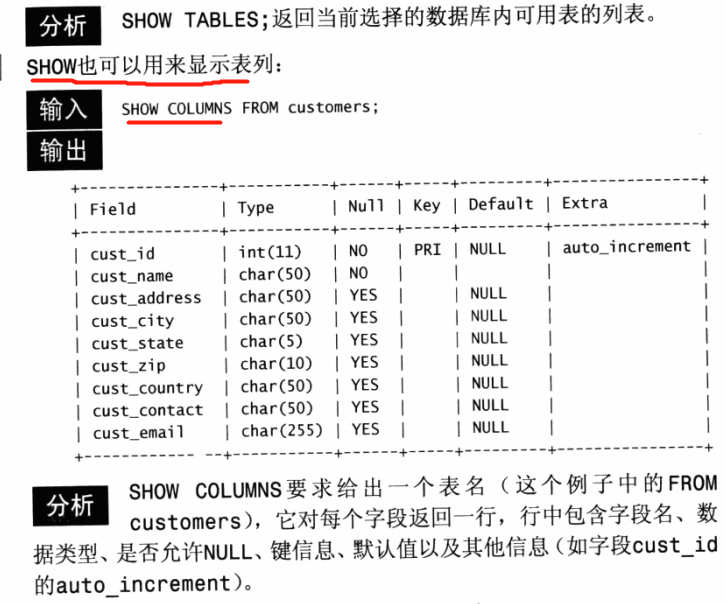 分析 SHOW TABLES;返回当前选择的数据库内可用表的列表。
SHOW也可以用来显示表列：
输入 SHOW COLUMNS FROM customers;
输出
+---------------+-----------+------+-----+---------+----------------+
| Field | Type | Null | Key | Default | Extra |
+---------------+-----------+------+-----+---------+----------------+
| cust_id | int(11) | NO | PRI | NULL | auto_increment |
| cust_name | char(50) | NO | | | |
| cust_address | char(50) | YES | | NULL | |
| cust_city | char(50) | YES | | NULL | |
| cust_state | char(5) | YES | | NULL | |
| cust_zip | char(10) | YES | | NULL | |
| cust_country | char(50) | YES | | NULL | |
| cust_contact | char(50) | YES | | NULL | |
| cust_email | char(255) | YES | | NULL | |
+------------ --+-----------+------+-----+---------+----------------+
分析 SHOW COLUMNS要求给出一个表名（这个例子中的FROM
customers），它对每个字段返回一行，行中包含字段名、数
据类型、是否允许NULL、键信息、默认值以及其他信息（如字段cust_id
的auto_increment）。